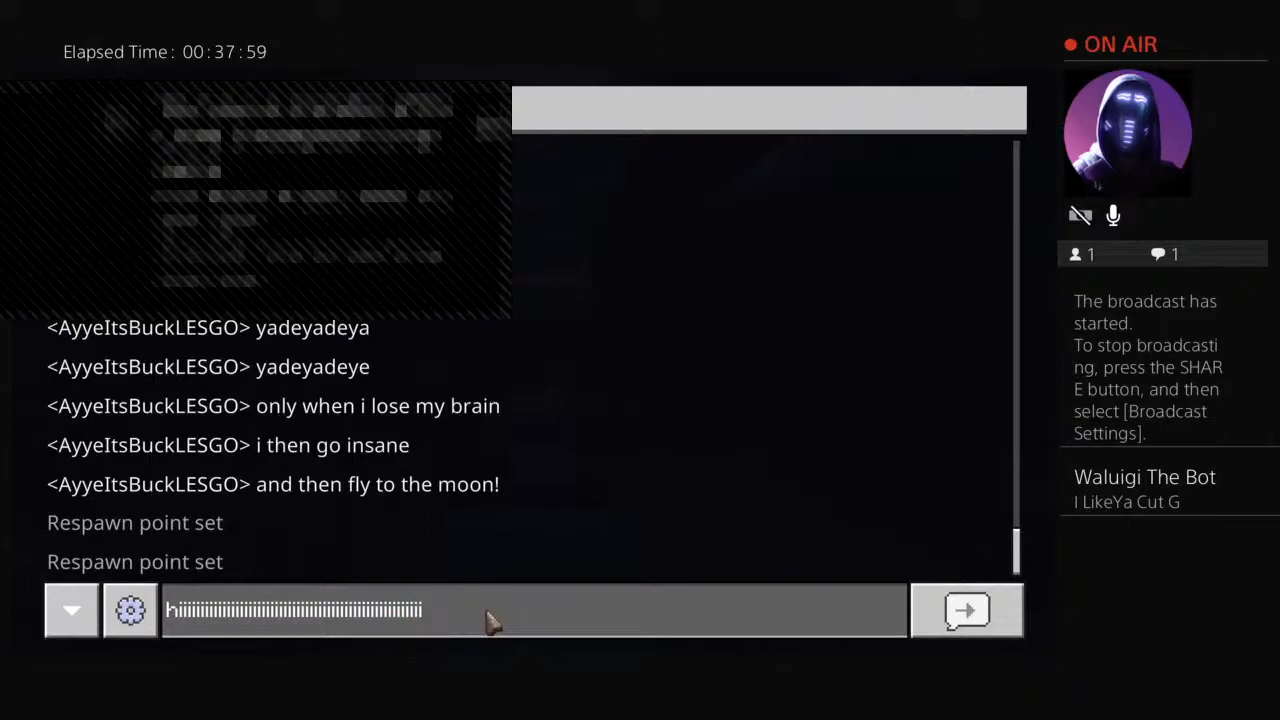 Elapsed Time: 00:37:59
ON AIR
1
1
<AyyeItsBuckLESGO> yadeyadeya
<AyyeItsBuckLESGO> yadeyadeye
<AyyeItsBuckLESGO> only when i lose my brain
<AyyeItsBuckLESGO> i then go insane
<AyyeItsBuckLESGO> and then fly to the moon!
Respawn point set
Respawn point set
The broadcast has
started.
To stop broadcasti
ng, press the SHAR
E button, and then
select [Broadcast
Settings].
Waluigi The Bot
I LikeYa Cut G